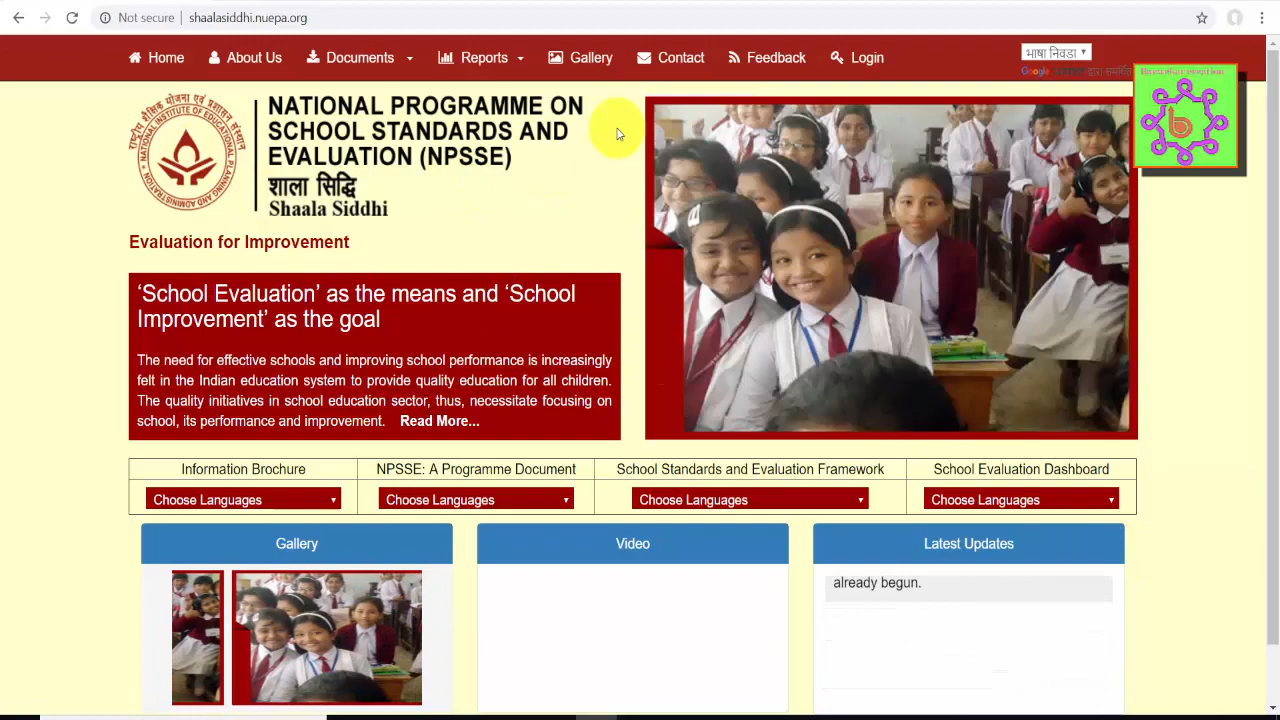 Not secure
shaalasiddhi.nuepa.org
Home
About Us
Documents
Reports
Gallery
Contact
Feedback
Login
भाषा निवडा
Google
द्वारा समर्थित
NATIONAL PROGRAMME ON
SCHOOL STANDARDS AND
EVALUATION (NPSSE)
शाला सिद्धि
Shaala Siddhi
Evaluation for Improvement
‘School Evaluation’ as the means and ‘School
Improvement’ as the goal
The need for effective schools and improving school performance is increasingly
felt in the Indian education system to provide quality education for all children.
The quality initiatives in school education sector, thus, necessitate focusing on
school, its performance and improvement. Read More...
Information Brochure
NPSSE: A Programme Document
School Standards and Evaluation Framework
School Evaluation Dashboard
Choose Languages
Choose Languages
Choose Languages
Choose Languages
Gallery
Video
Latest Updates
already begun.